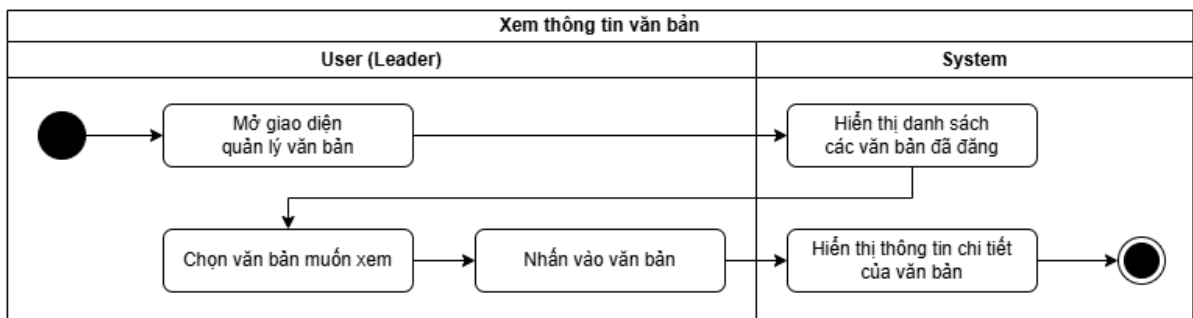 Xem thông tin văn bản
User (Leader)
System
Mở giao diện
quản lý văn bản
Hiển thị danh sách
các văn bản đã đăng
Chọn văn bản muốn xem
Nhấn vào văn bản
Hiển thị thông tin chi tiết
của văn bản